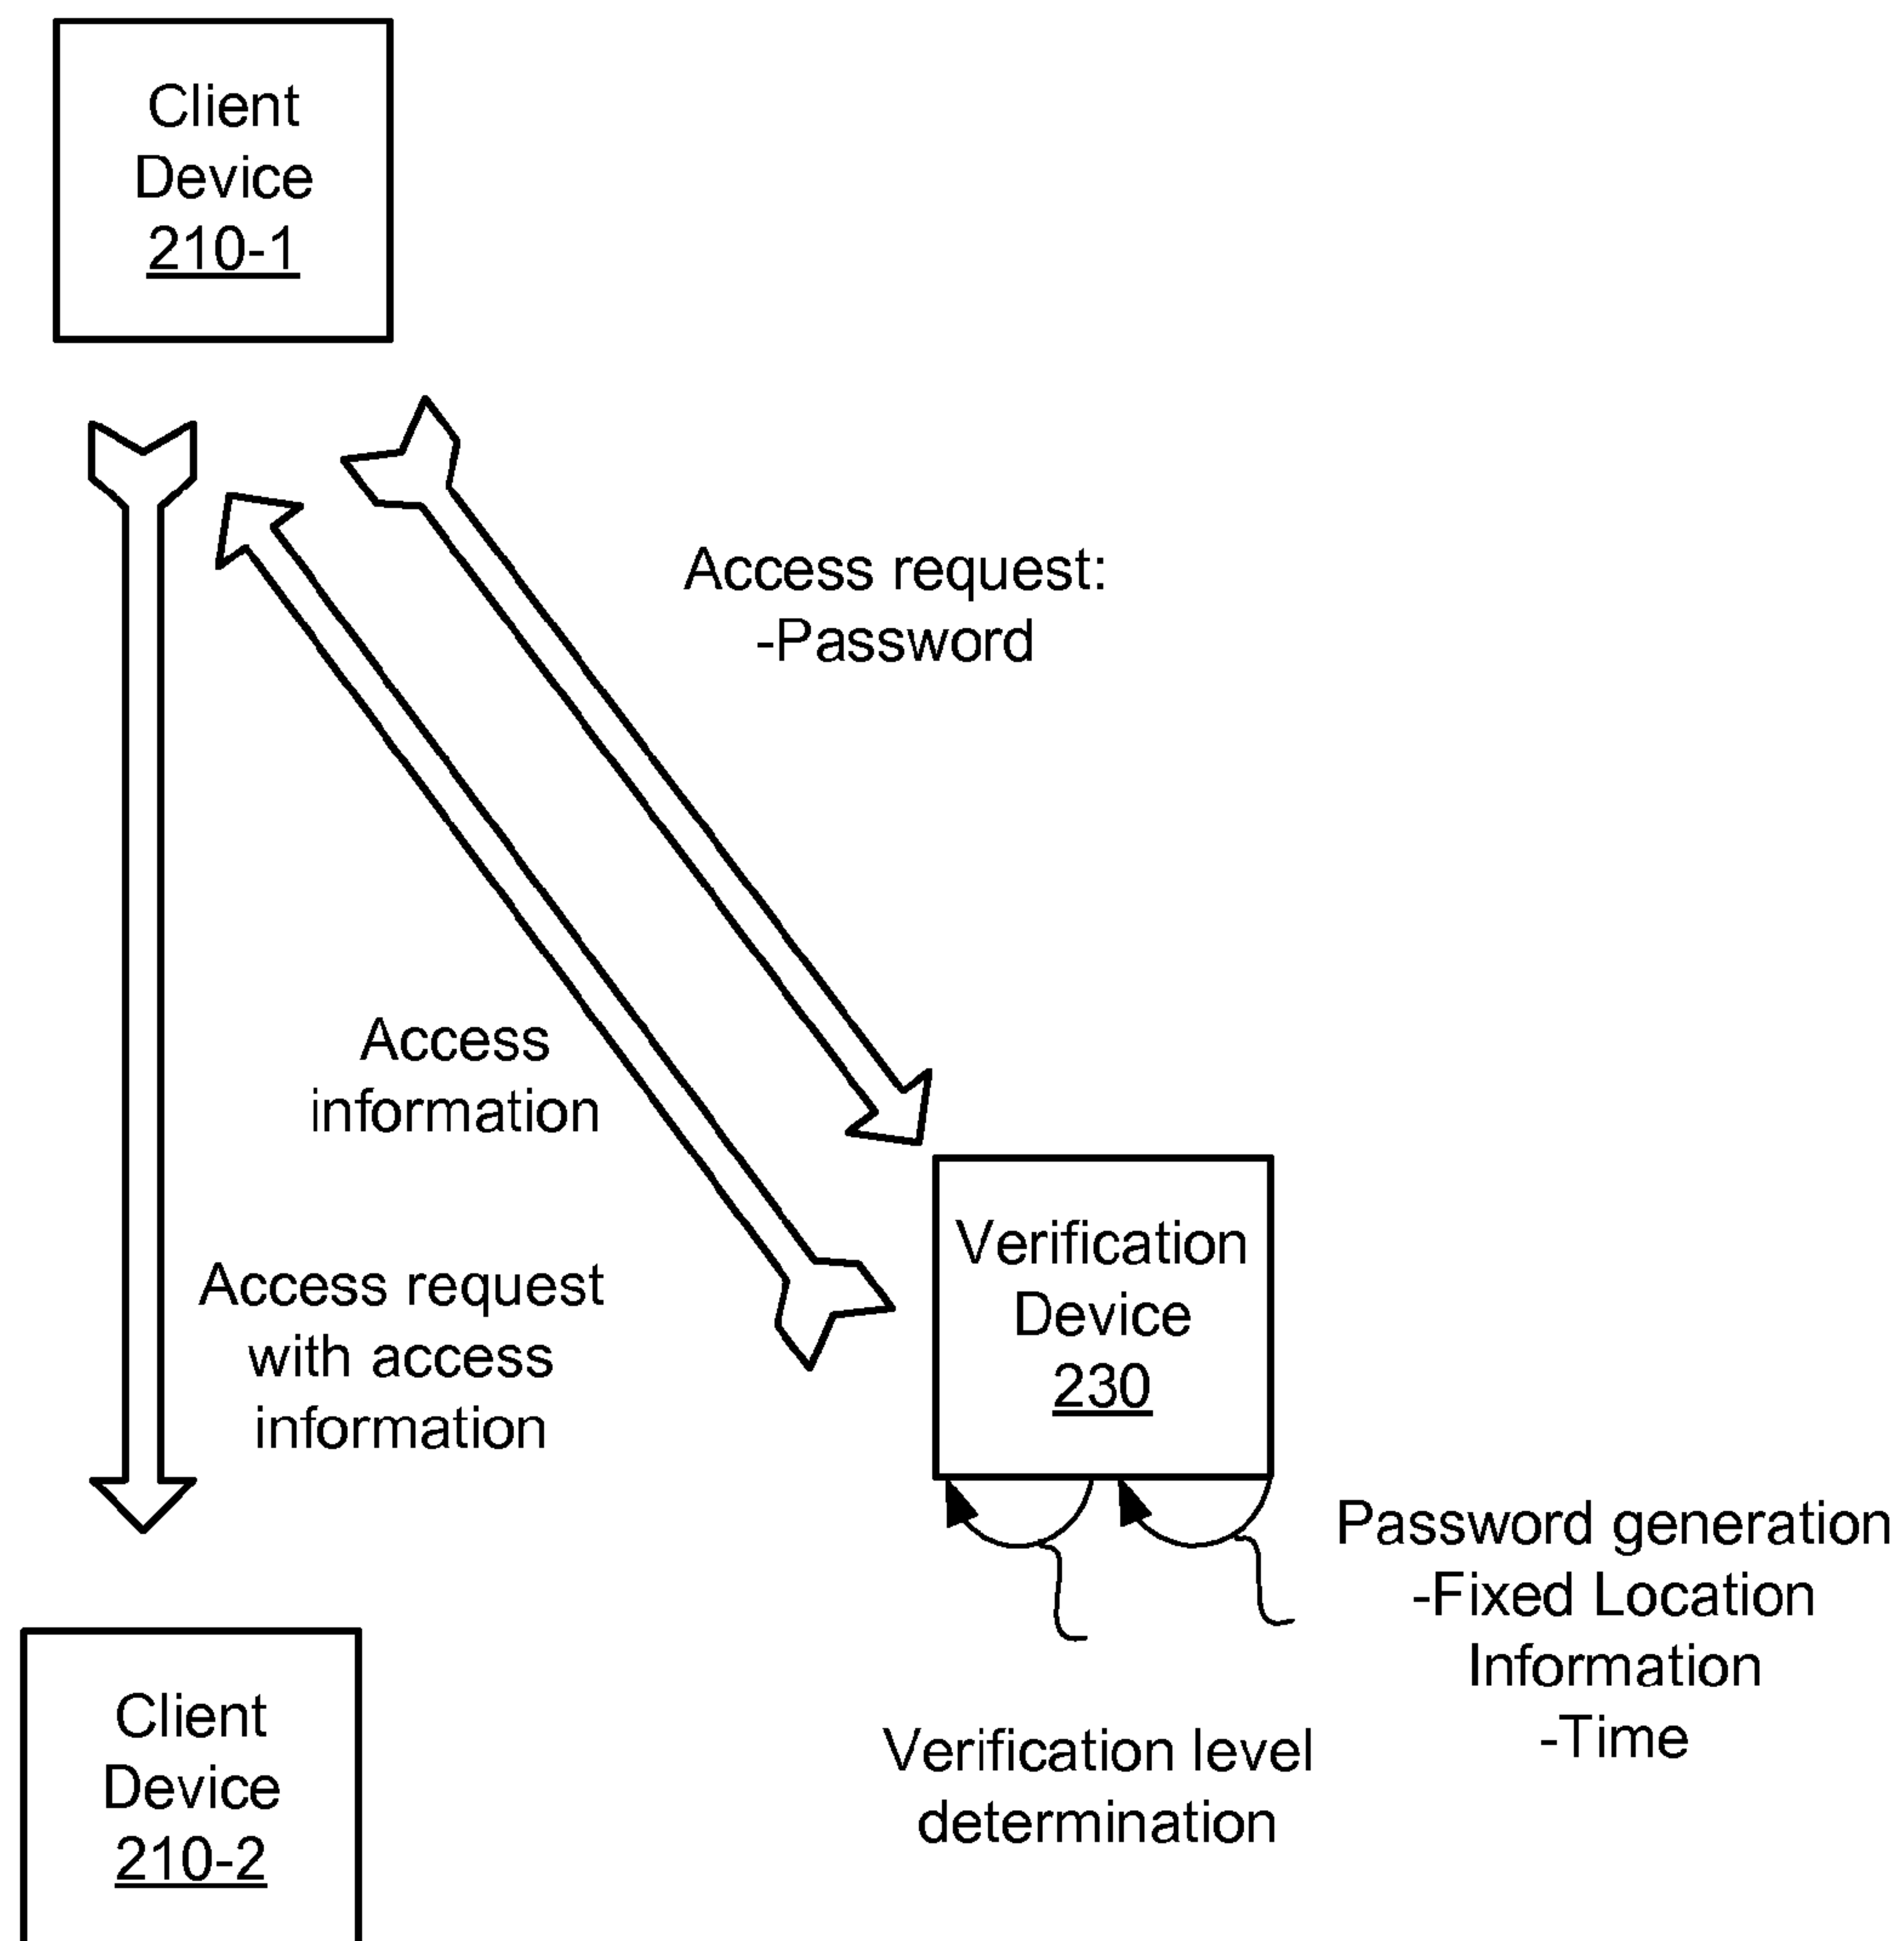 Client
Device
210-1
Access request:
-Password
Access
information
Access request
with access
information
Verification
Device
230
Password generation
-Fixed Location
Information
-Time
Verification level
determination
Client
Device
210-2